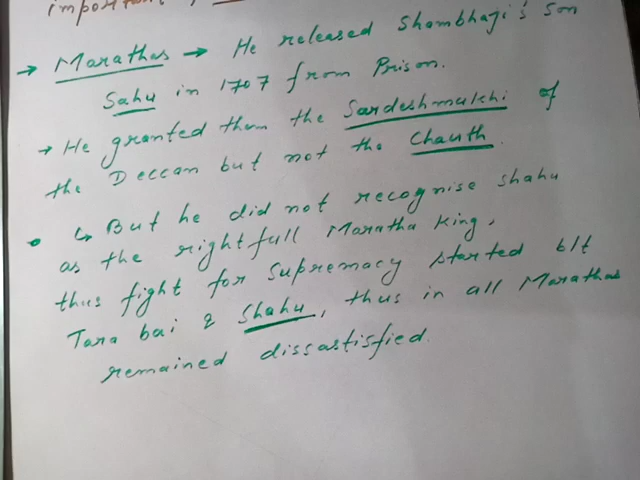 important,
→ Marathas → He released Shambhaji's Son
Sahu in 1707 from Prison.
→ He granted them the Sardeshmukhi of
the Deccan but not the Chauth.
↳ But he did not recognise shahu
as the rightfull Maratha King,
thus fight for supremacy started b/t
Tara bai & Shahu, thus in all Marathas
remained dissastisfied.